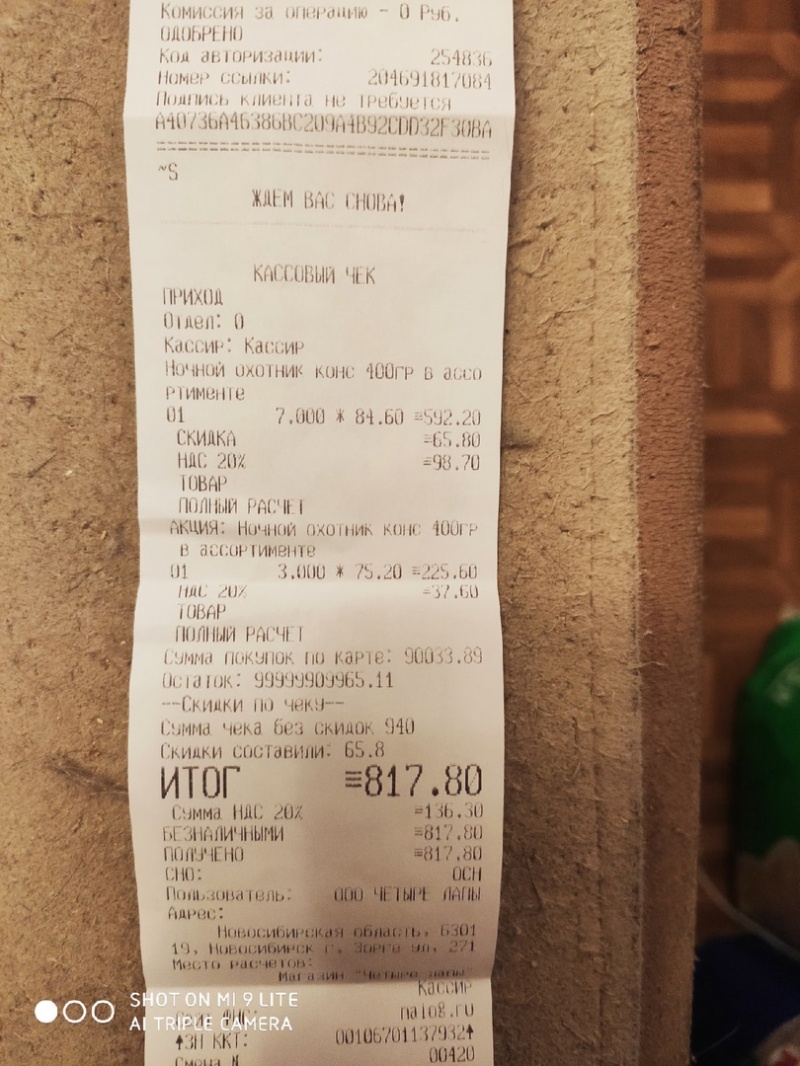 Комиссия за операцию - 0 Руб.
ОДОБРЕНО
Код авторизации: 254836
Номер ссылки: 204691817084
Подпись клиента не требуется
A40736A46386BC209A4B92CDD32F30BA
~S
ЖДЕМ ВАС СНОВА!
КАССОВЫЙ ЧЕК
ПРИХОД
Отдел: 0
Кассир: Кассир
Ночной охотник конс 400гр в ассо
ртименте
01 7.000 * 84.60 =592.20
СКИДКА =65.80
НДС 20% =98.70
ТОВАР
ПОЛНЫЙ РАСЧЕТ
АКЦИЯ: Ночной охотник конс 400гр
в ассортименте
01 3.000 * 75.20 =225.60
НДС 20% =37.60
ТОВАР
ПОЛНЫЙ РАСЧЕТ
Сумма покупок по карте: 90033.89
Остаток: 99999909965.11
--Скидки по чеку--
Сумма чека без скидок 940
Скидки составили: 65.8
ИТОГ =817.80
Сумма НДС 20% =136.30
БЕЗНАЛИЧНЫМИ =817.80
ПОЛУЧЕНО =817.80
СНО: ОСН
Пользователь: ООО ЧЕТЫРЕ ЛАПЫ
Адрес:
Новосибирская область, 6301
19, Новосибирск г, Зорге ул, 271
Место расчетов:
Магазин "Четыре лапы"
Кассир
ФНС: nalog.ru
ЗН ККТ: 00106701137932
Смена N 00420
SHOT ON MI 9 LITE
AI TRIPLE CAMERA